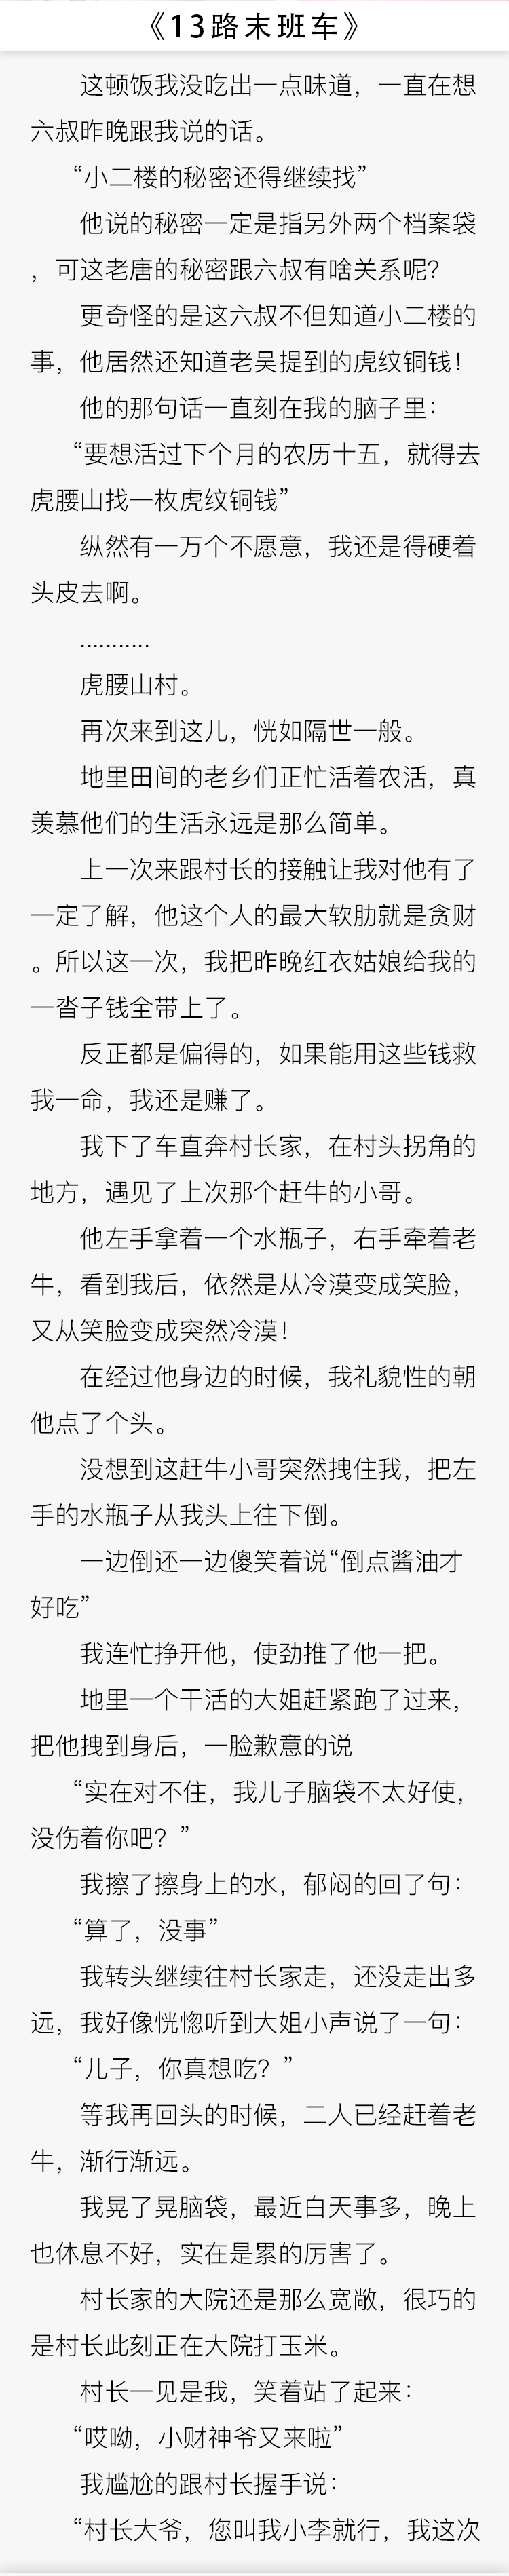 《13路末班车》
这顿饭我没吃出一点味道，一直在想
六叔昨晚跟我说的话。
“小二楼的秘密还得继续找”
他说的秘密一定是指另外两个档案袋
，可这老唐的秘密跟六叔有啥关系呢？
更奇怪的是这六叔不但知道小二楼的
事，他居然还知道老吴提到的虎纹铜钱！
他的那句话一直刻在我的脑子里：
“要想活过下个月的农历十五，就得去
虎腰山找一枚虎纹铜钱”
纵然有一万个不愿意，我还是得硬着
头皮去啊。
...........
虎腰山村。
再次来到这儿，恍如隔世一般。
地里田间的老乡们正忙活着农活，真
羡慕他们的生活永远是那么简单。
上一次来跟村长的接触让我对他有了
一定了解，他这个人的最大软肋就是贪财
。所以这一次，我把昨晚红衣姑娘给我的
一沓子钱全带上了。
反正都是偏得的，如果能用这些钱救
我一命，我还是赚了。
我下了车直奔村长家，在村头拐角的
地方，遇见了上次那个赶牛的小哥。
他左手拿着一个水瓶子，右手牵着老
牛，看到我后，依然是从冷漠变成笑脸，
又从笑脸变成突然冷漠！
在经过他身边的时候，我礼貌性的朝
他点了个头。
没想到这赶牛小哥突然拽住我，把左
手的水瓶子从我头上往下倒。
一边倒还一边傻笑着说“倒点酱油才
好吃”
我连忙挣开他，使劲推了他一把。
地里一个干活的大姐赶紧跑了过来，
把他拽到身后，一脸歉意的说
“实在对不住，我儿子脑袋不太好使，
没伤着你吧？”
我擦了擦身上的水，郁闷的回了句：
“算了，没事”
我转头继续往村长家走，还没走出多
远，我好像恍惚听到大姐小声说了一句：
“儿子，你真想吃？”
等我再回头的时候，二人已经赶着老
牛，渐行渐远。
我晃了晃脑袋，最近白天事多，晚上
也休息不好，实在是累的厉害了。
村长家的大院还是那么宽敞，很巧的
是村长此刻正在大院打玉米。
村长一见是我，笑着站了起来：
“哎呦，小财神爷又来啦”
我尴尬的跟村长握手说：
“村长大爷，您叫我小李就行，我这次